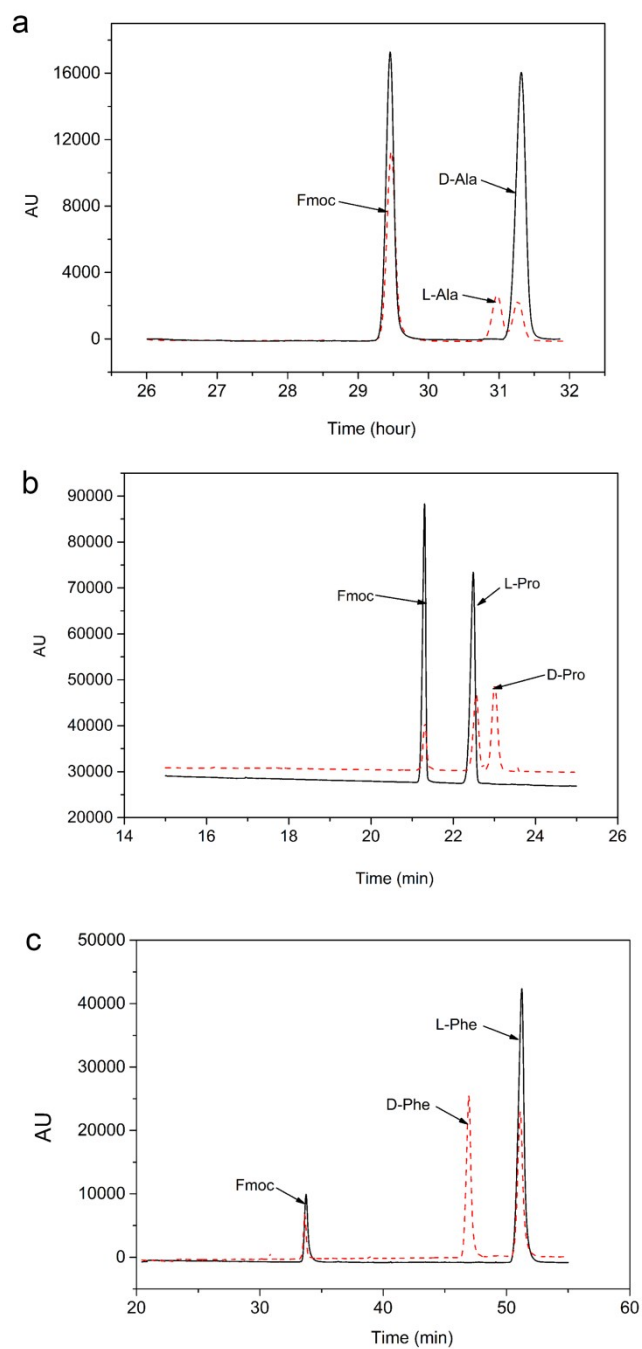 a
16000
12000
8000
4000
0
AU
Fmoc
D-Ala
L-Ala
26 27 28 29 30 31 32
Time (hour)
b
90000
80000
70000
60000
50000
40000
30000
20000
AU
Fmoc
L-Pro
D-Pro
14 16 18 20 22 24 26
Time (min)
c
50000
40000
30000
20000
10000
0
AU
L-Phe
D-Phe
Fmoc
20 30 40 50 60
Time (min)